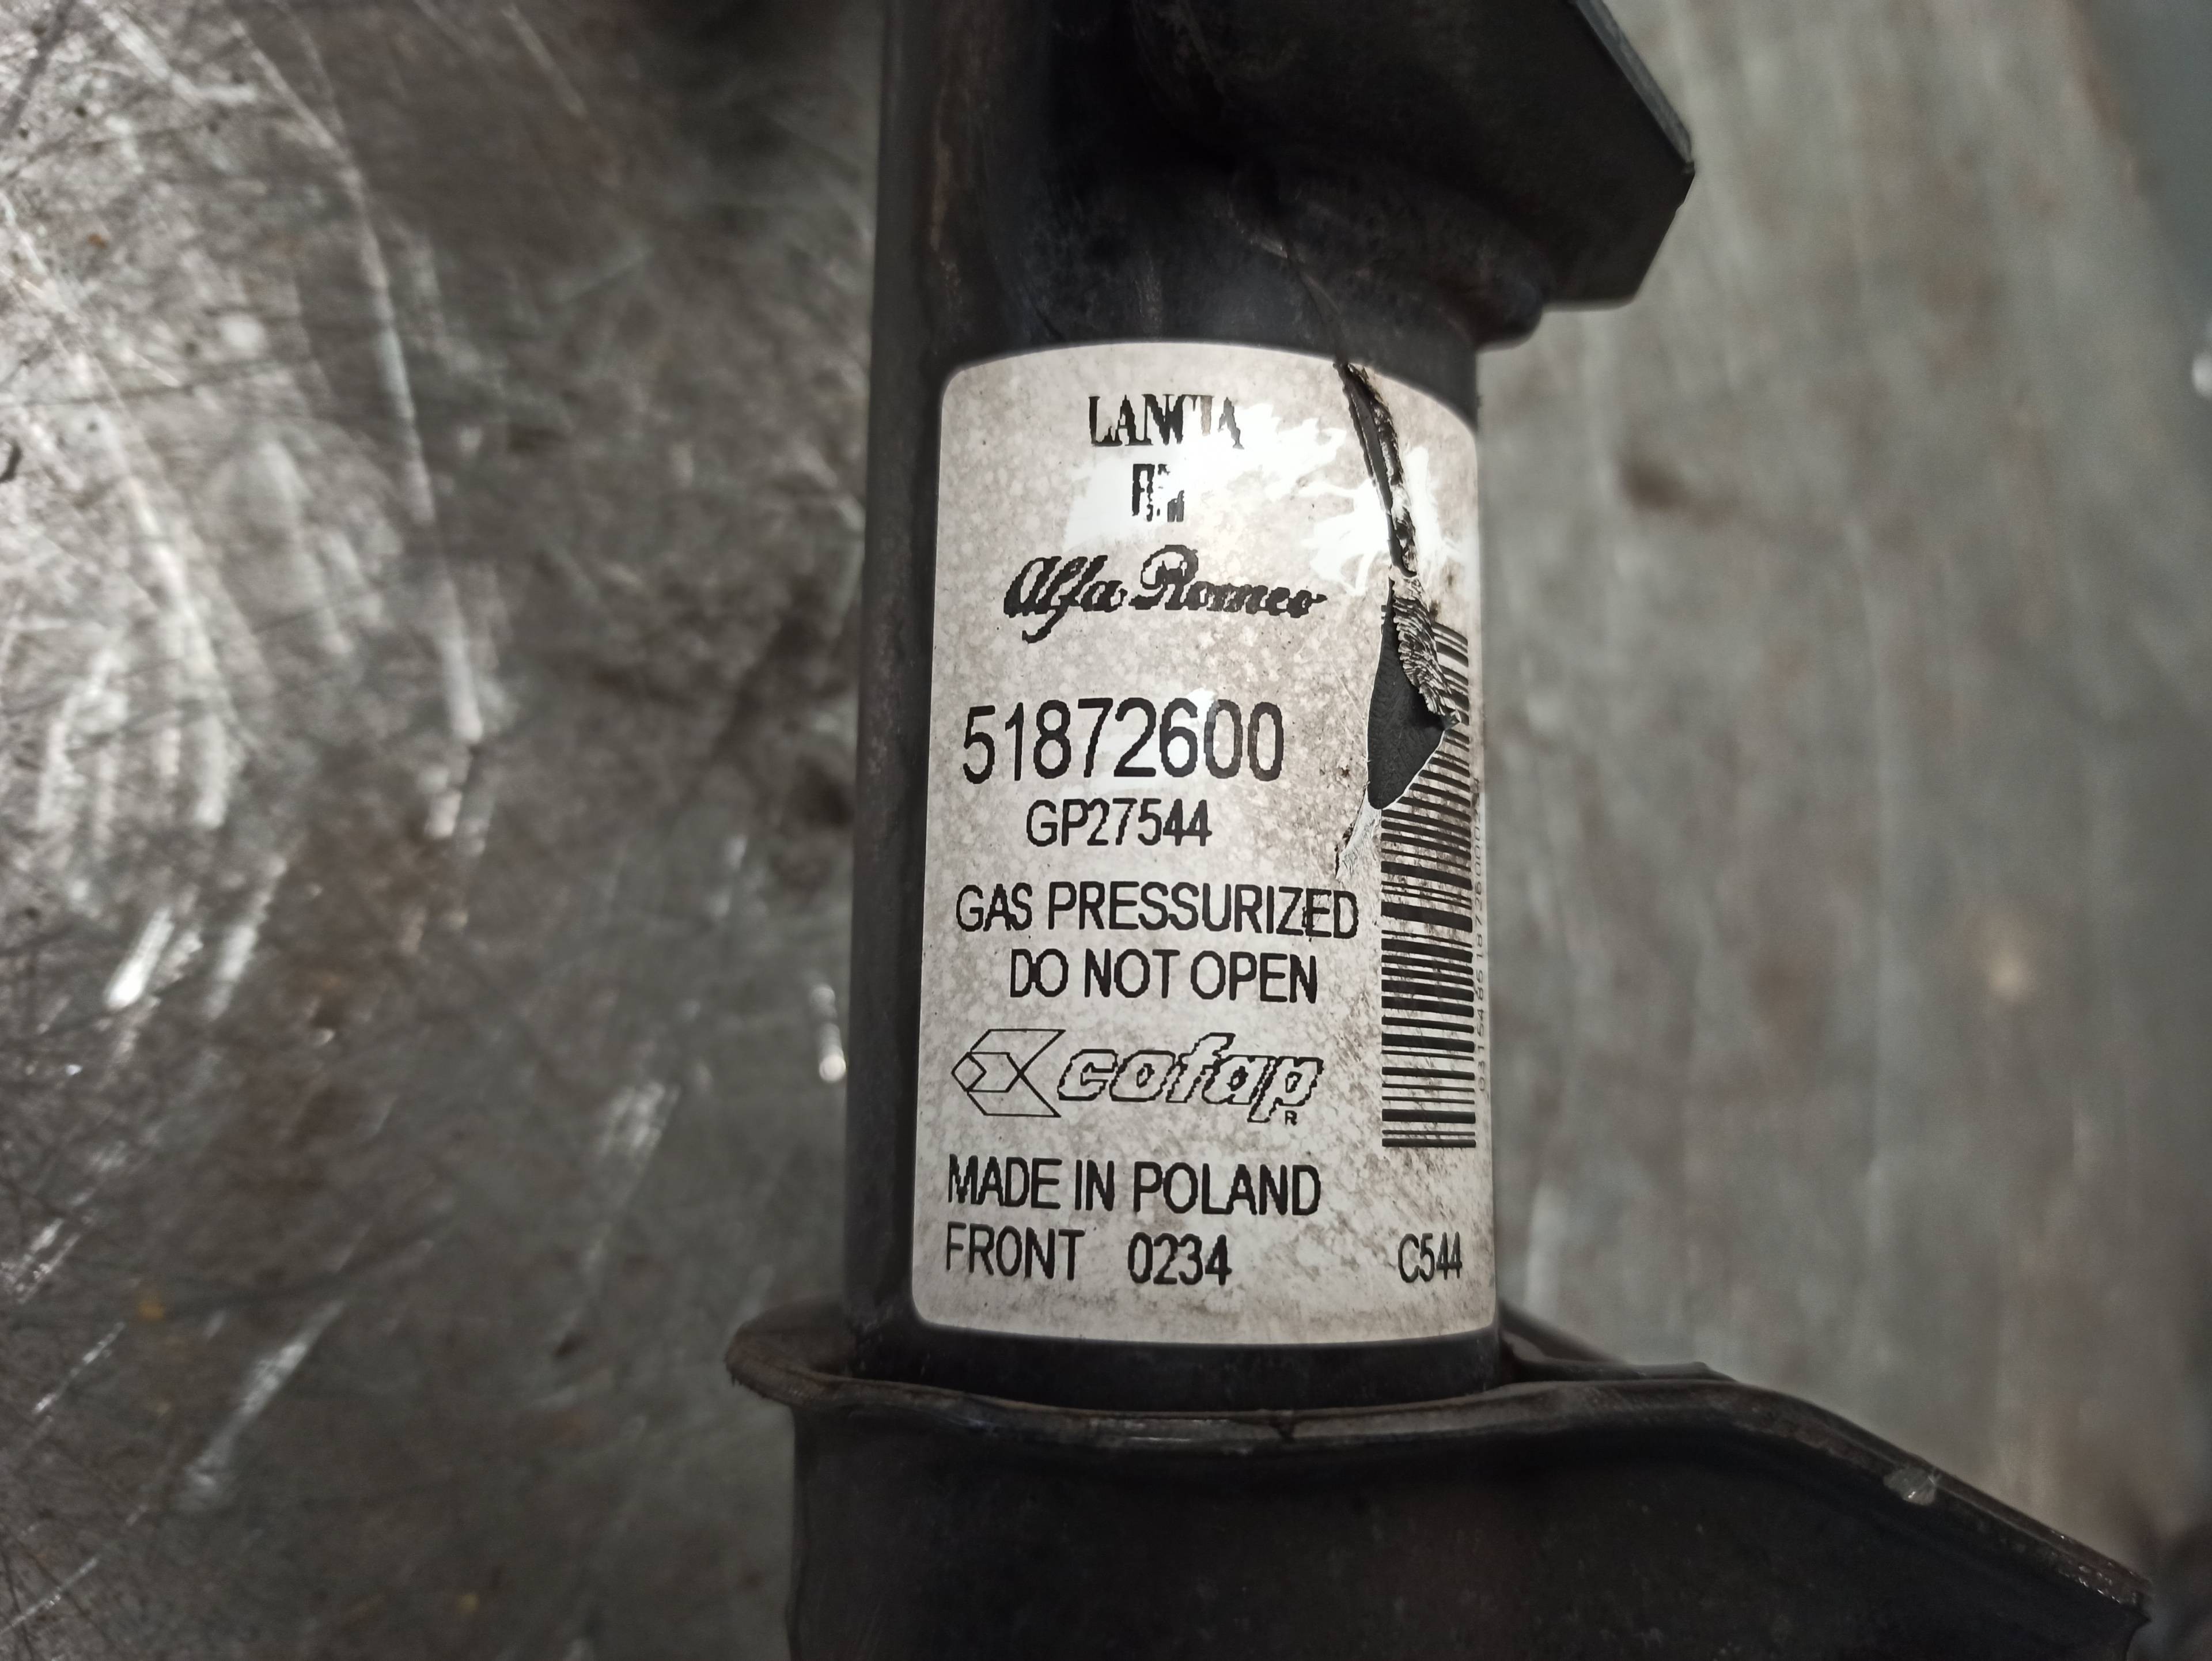 LANCIA
Alfa Romeo
51872600
GP27544
GAS PRESSURIZED
DO NOT OPEN
cofap
R
MADE IN POLAND
FRONT 0234 C544